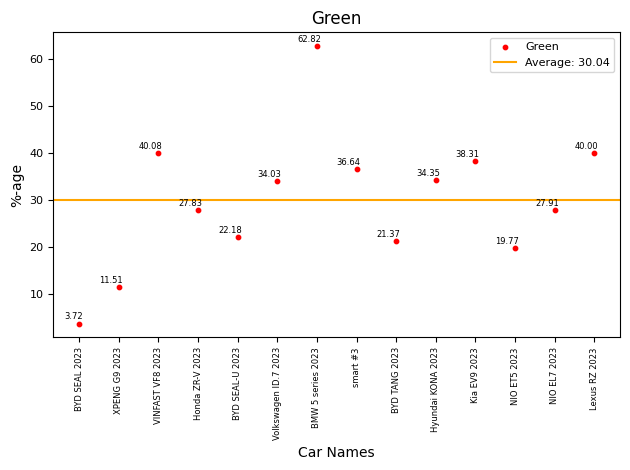 Green
Green
Average: 30.04
%-age
60
50
40
30
20
10
3.72
11.51
40.08
27.83
22.18
34.03
62.82
36.64
21.37
34.35
38.31
19.77
27.91
40.00
BYD SEAL 2023
XPENG G9 2023
VINFAST VF8 2023
Honda ZR-V 2023
BYD SEAL-U 2023
Volkswagen ID.7 2023
BMW 5 series 2023
smart #3
BYD TANG 2023
Hyundai KONA 2023
Kia EV9 2023
NIO ET5 2023
NIO EL7 2023
Lexus RZ 2023
Car Names